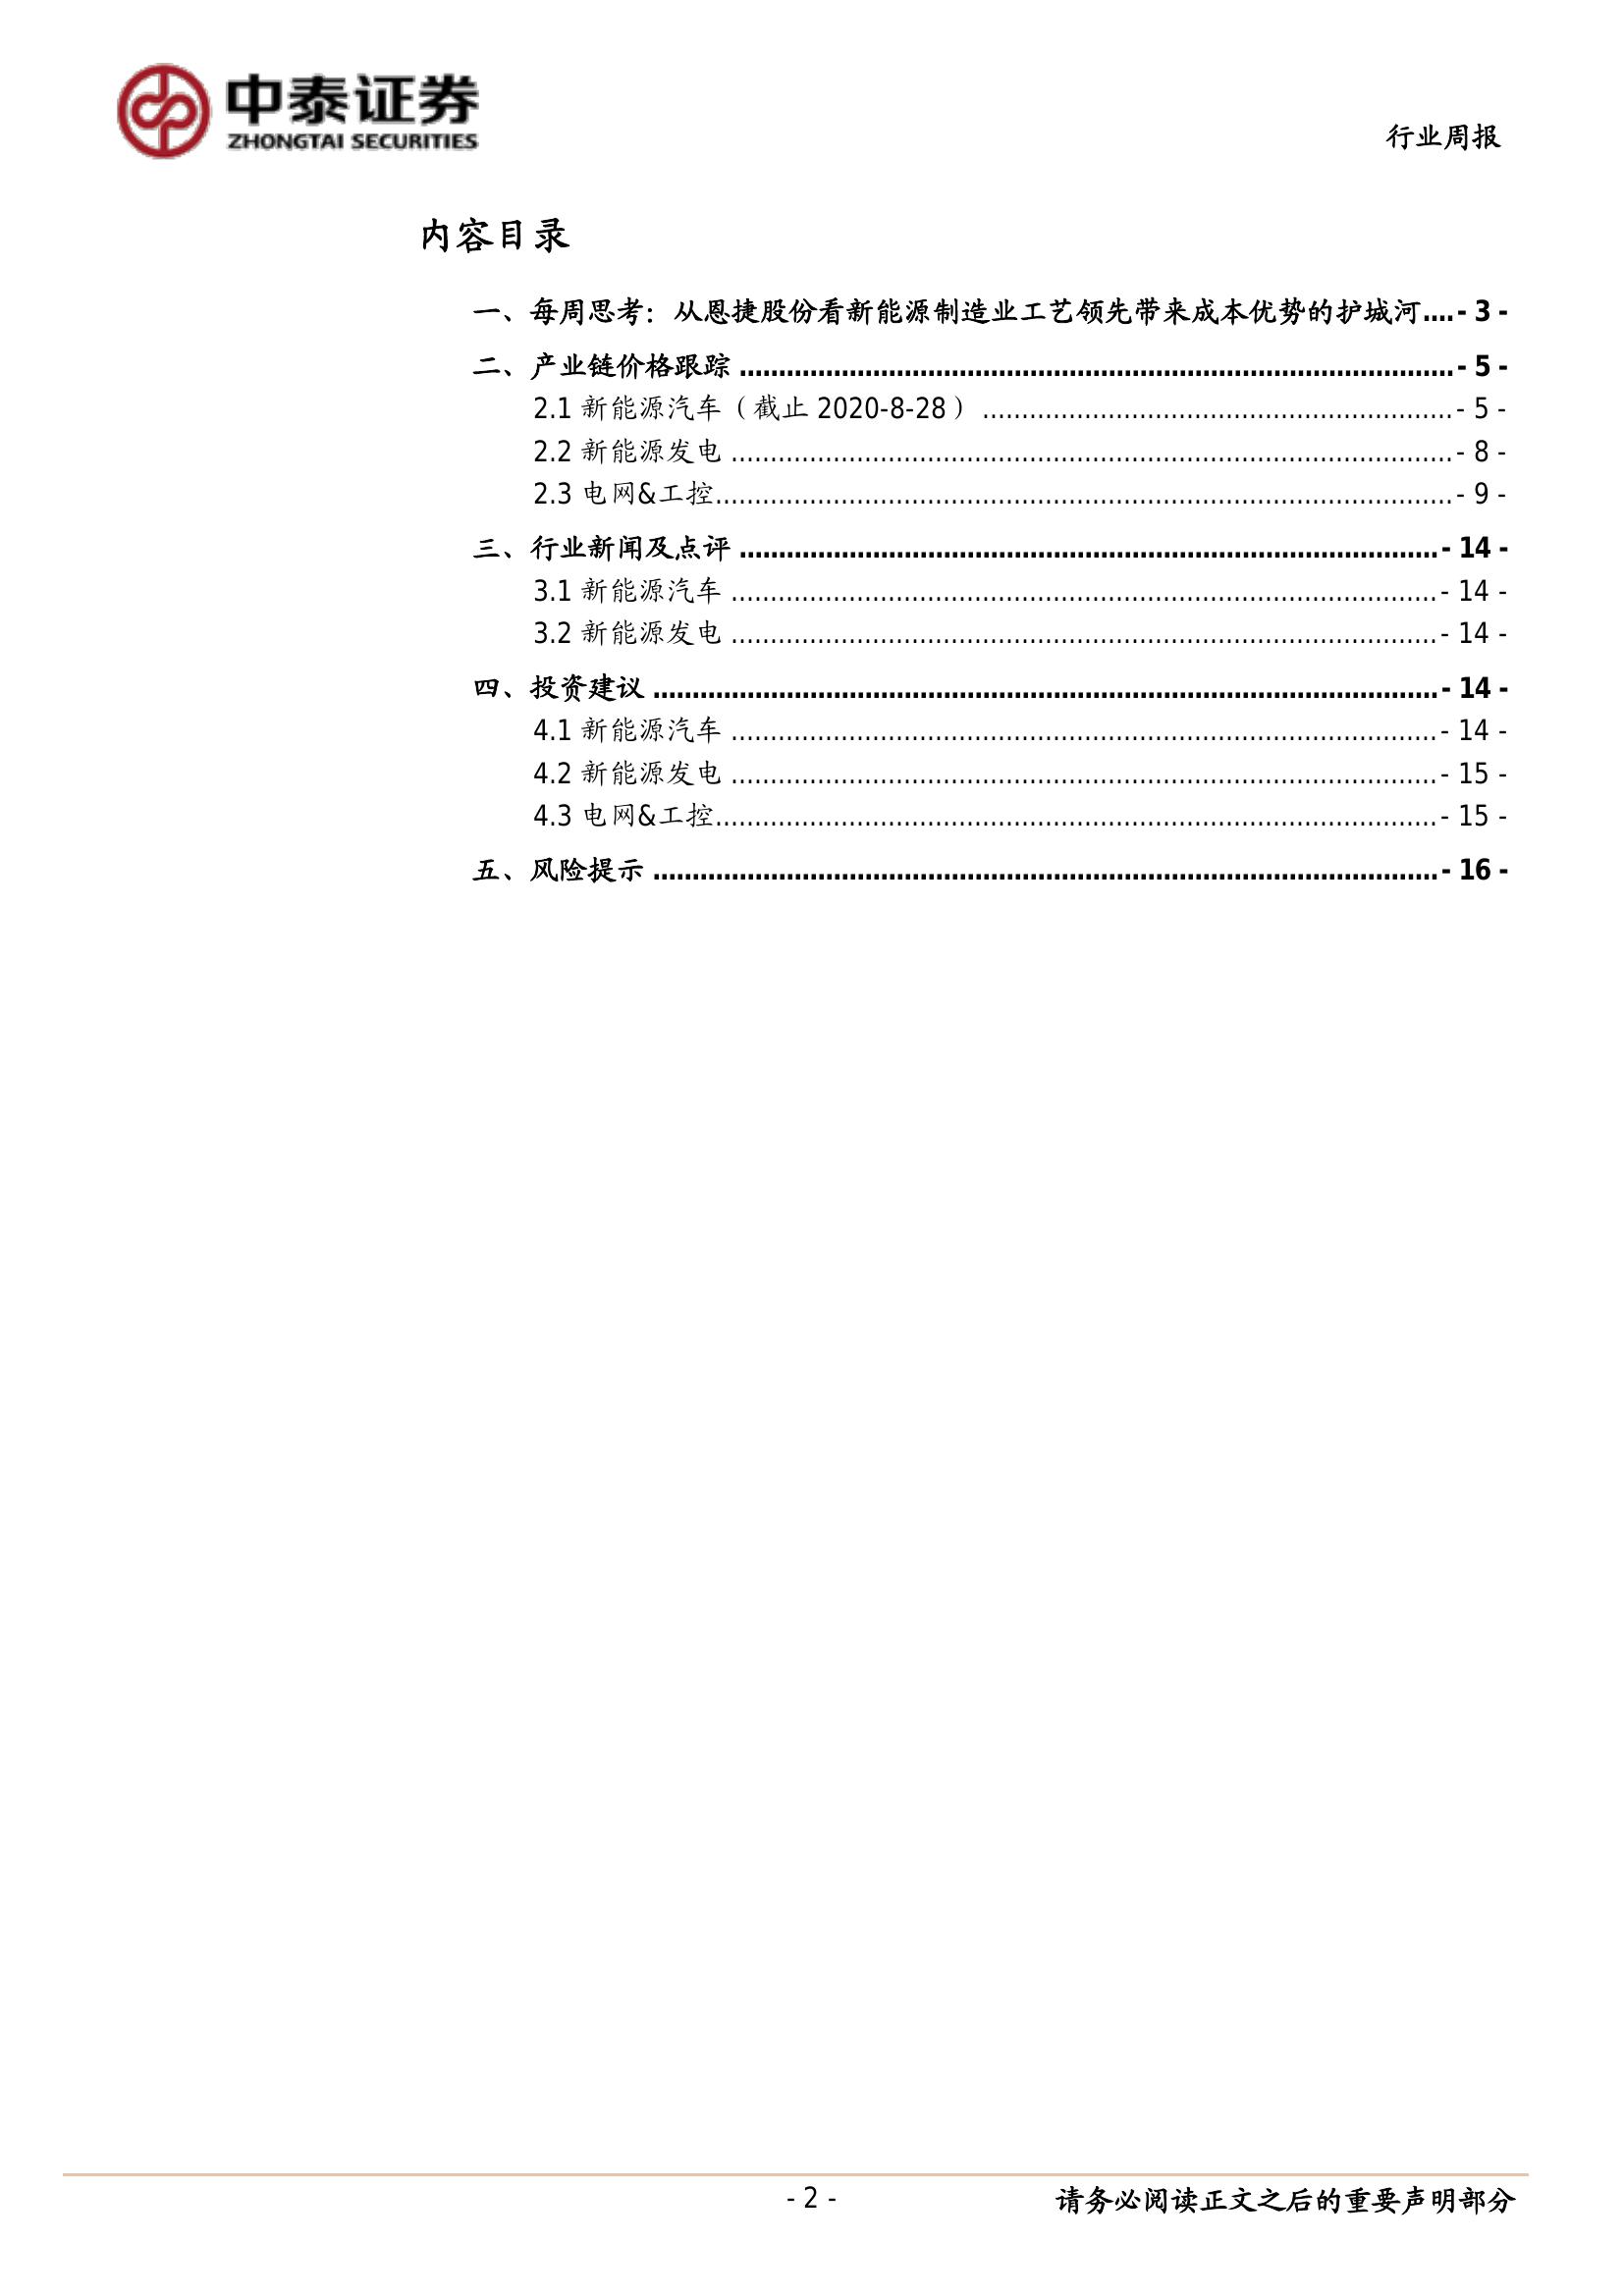 中泰证券
ZHONGTAI SECURITIES
行业周报
内容目录
一、每周思考：从恩捷股份看新能源制造业工艺领先带来成本优势的护城河....- 3 -
二、产业链价格跟踪 ............................................................- 5 -
2.1 新能源汽车（截止 2020-8-28） ............................................................- 5 -
2.2 新能源发电 ............................................................- 8 -
2.3 电网&工控............................................................- 9 -
三、行业新闻及点评 ............................................................- 14 -
3.1 新能源汽车 ............................................................- 14 -
3.2 新能源发电 ............................................................- 14 -
四、投资建议 ............................................................- 14 -
4.1 新能源汽车 ............................................................- 14 -
4.2 新能源发电 ............................................................- 15 -
4.3 电网&工控............................................................- 15 -
五、风险提示 ............................................................- 16 -
- 2 -
请务必阅读正文之后的重要声明部分